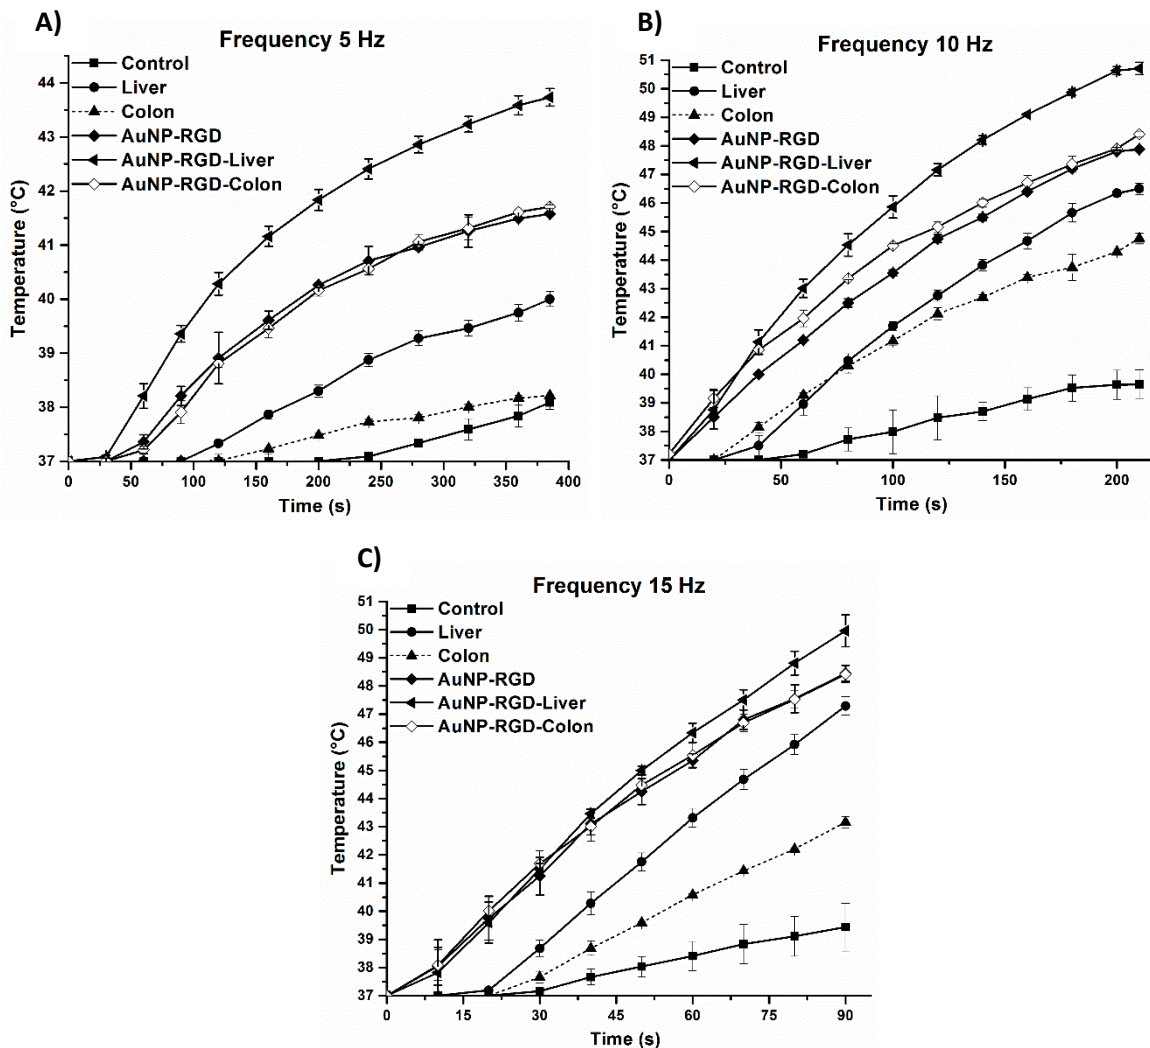 A)
Frequency 5 Hz
Control
Liver
Colon
AuNP-RGD
AuNP-RGD-Liver
AuNP-RGD-Colon
44
43
42
41
40
39
38
37
Temperature (°C)
0 50 100 150 200 250 300 350 400
Time (s)
B)
Frequency 10 Hz
Control
Liver
Colon
AuNP-RGD
AuNP-RGD-Liver
AuNP-RGD-Colon
51
50
49
48
47
46
45
44
43
42
41
40
39
38
37
Temperature (°C)
0 50 100 150 200
Time (s)
C)
Frequency 15 Hz
Control
Liver
Colon
AuNP-RGD
AuNP-RGD-Liver
AuNP-RGD-Colon
51
50
49
48
47
46
45
44
43
42
41
40
39
38
37
Temperature (°C)
0 15 30 45 60 75 90
Time (s)